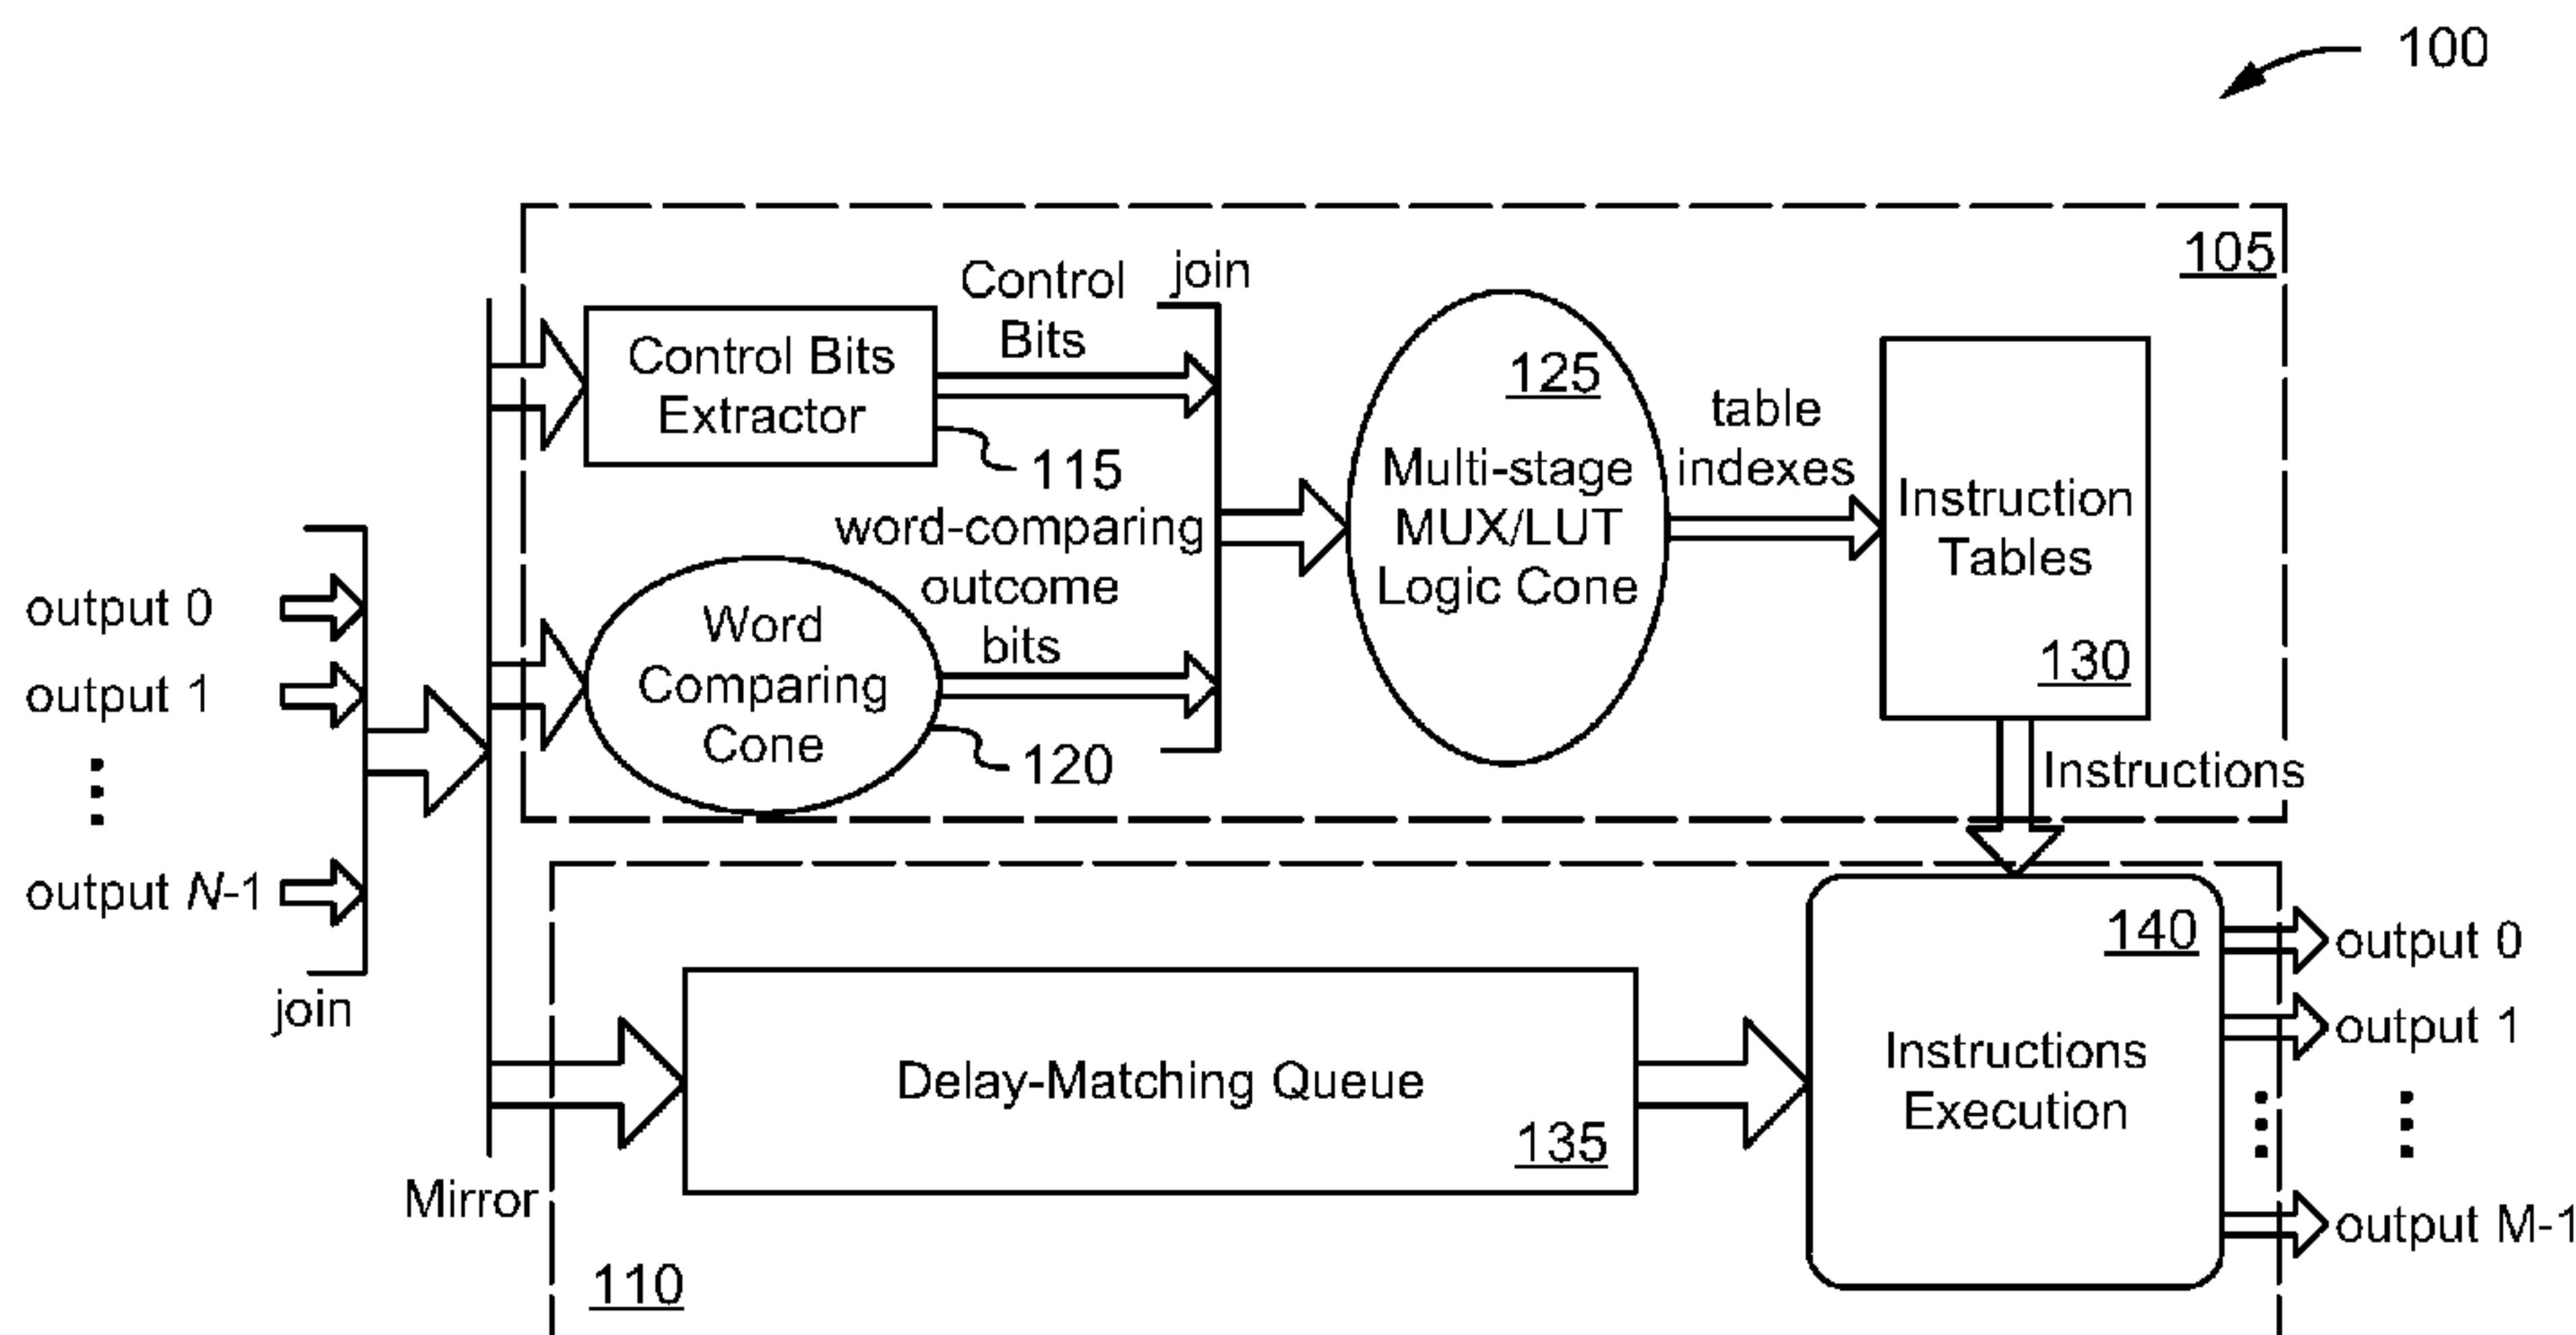 100
105
Control Bits
Extractor
115
Control
Bits
join
word-comparing
outcome
bits
Word
Comparing
Cone
120
125
Multi-stage
MUX/LUT
Logic Cone
table
indexes
Instruction
Tables
130
Instructions
output 0
output 1
output N-1
join
Mirror
110
Delay-Matching Queue
135
140
Instructions
Execution
output 0
output 1
output M-1